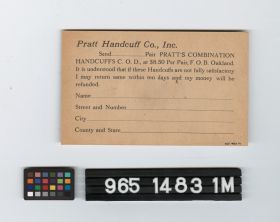 Pratt Handcuff Co., Inc.
Send..............Pair PRATT'S COMBINATION
HANDCUFFS C. O. D., at $8.50 Per Pair, F. O. B. Oakland.
It is understood that if these Handcuffs are not fully satisfactory
I may return same within ten days and my money will be
refunded.
Name
Street and Number
City
County and State
965 1483 1M